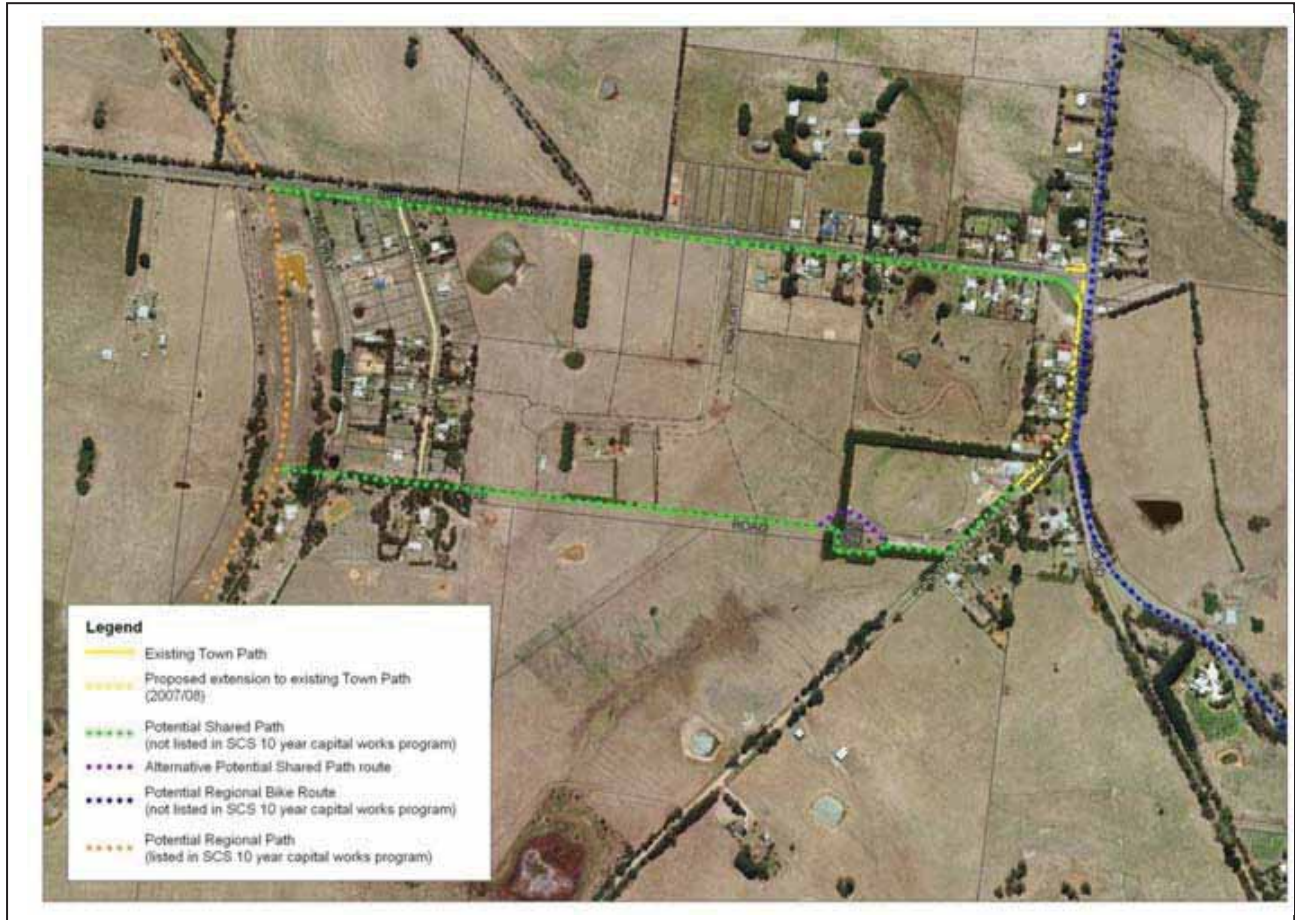 ROAD
Legend
Existing Town Path
Proposed extension to existing Town Path
(2007/08)
Potential Shared Path
(not listed in SCS 10 year capital works program)
Alternative Potential Shared Path route
Potential Regional Bike Route
(not listed in SCS 10 year capital works program)
Potential Regional Path
(listed in SCS 10 year capital works program)